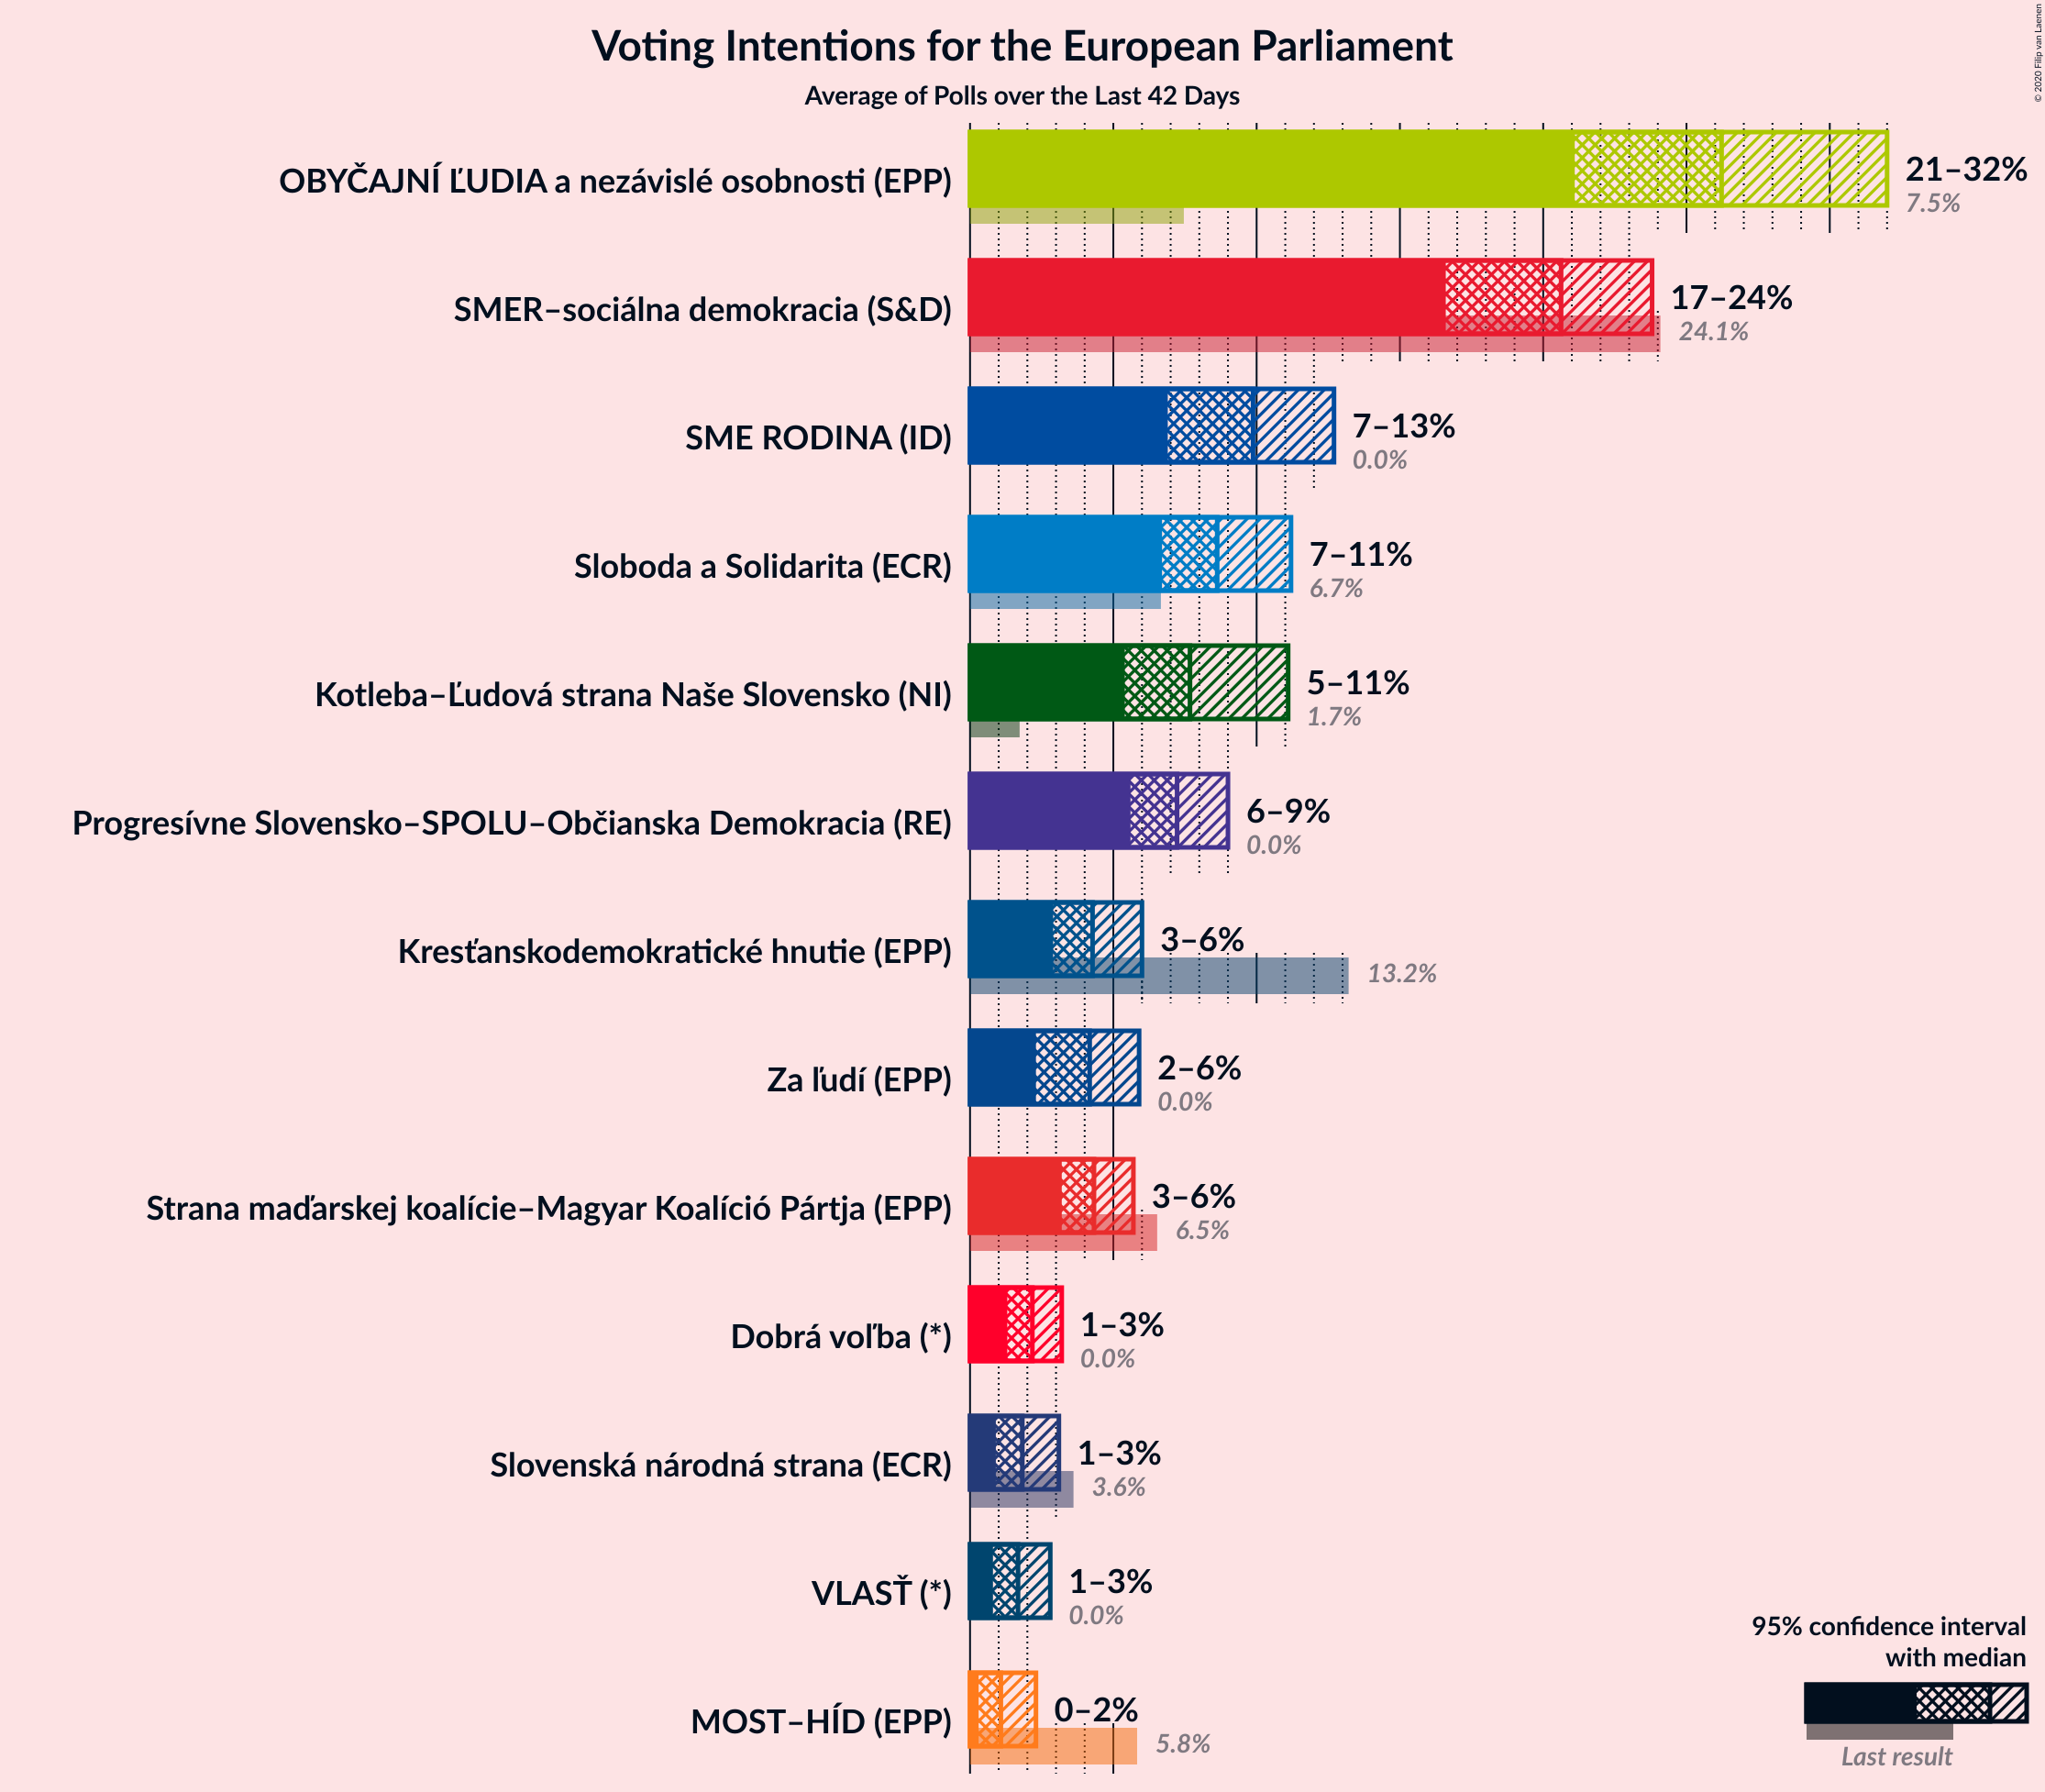 Voting Intentions for the European Parliament
Average of Polls over the Last 42 Days
© 2020 Filip van Laenen
OBYČAJNÍ ĽUDIA a nezávislé osobnosti (EPP)
21–32%
7.5%
SMER–sociálna demokracia (S&D)
17–24%
24.1%
SME RODINA (ID)
7–13%
0.0%
Sloboda a Solidarita (ECR)
7–11%
6.7%
Kotleba–Ľudová strana Naše Slovensko (NI)
5–11%
1.7%
Progresívne Slovensko–SPOLU–Občianska Demokracia (RE)
6–9%
0.0%
Kresťanskodemokratické hnutie (EPP)
3–6%
13.2%
Za ľudí (EPP)
2–6%
0.0%
Strana maďarskej koalície–Magyar Koalíció Pártja (EPP)
3–6%
6.5%
Dobrá voľba (*)
1–3%
0.0%
Slovenská národná strana (ECR)
1–3%
3.6%
VLASŤ (*)
1–3%
0.0%
MOST–HÍD (EPP)
0–2%
5.8%
95% confidence interval
with median
Last result